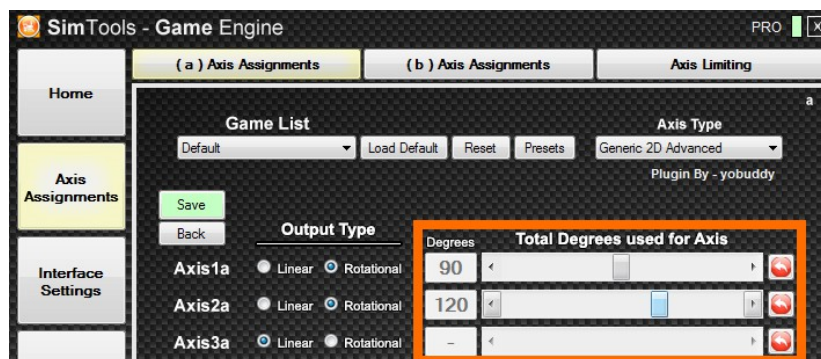 SimTools - Game Engine PRO X
( a ) Axis Assignments ( b ) Axis Assignments Axis Limiting
Home
a
Game List Axis Type
Default Load Default Reset Presets Generic 2D Advanced
Plugin By - yobuddy
Axis Assignments
Save
Back Output Type Degrees Total Degrees used for Axis
Interface Settings
Axis1a Linear Rotational 90
Axis2a Linear Rotational 120
Axis3a Linear Rotational -